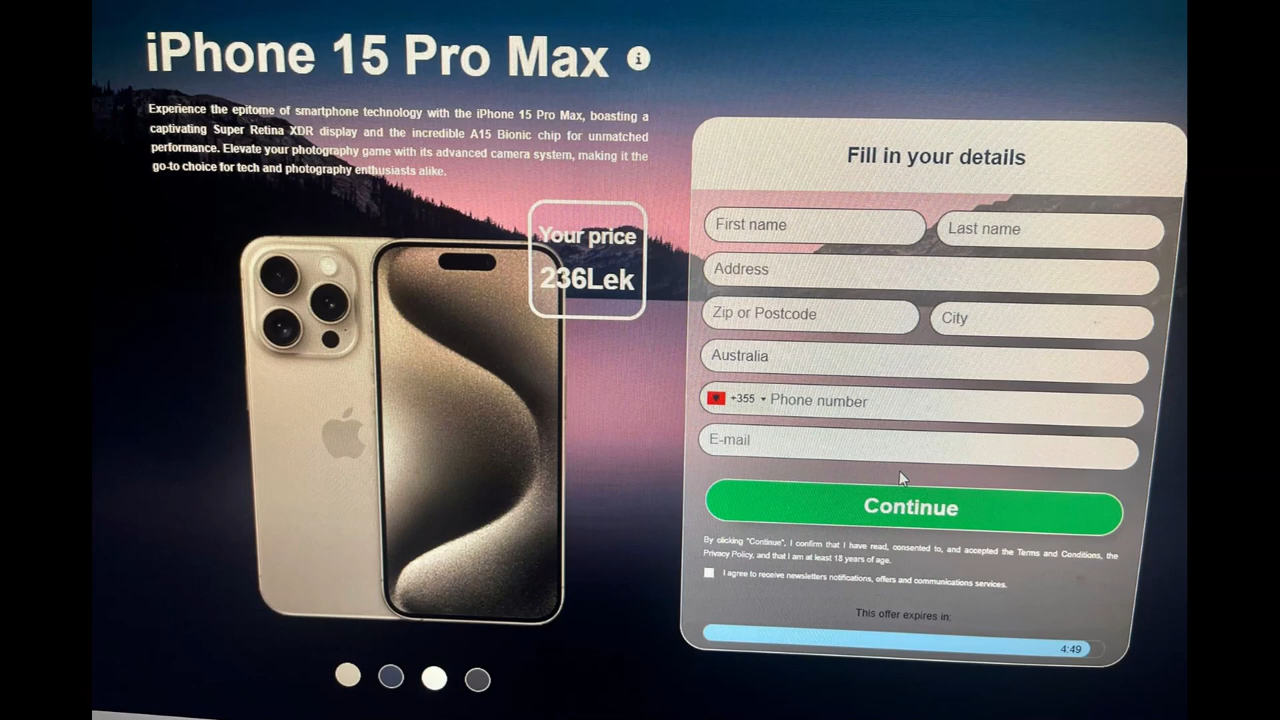 iPhone 15 Pro Max
Experience the epitome of smartphone technology with the iPhone 15 Pro Max, boasting a
captivating Super Retina XDR display and the incredible A15 Bionic chip for unmatched
performance. Elevate your photography game with its advanced camera system, making it the
go-to choice for tech and photography enthusiasts alike.
Your price
236Lek
Fill in your details
First name
Last name
Address
Zip or Postcode
City
Australia
+355
Phone number
E-mail
Continue
By clicking "Continue", I confirm that I have read, consented to, and accepted the Terms and Conditions, the
Privacy Policy, and that I am at least 18 years of age.
I agree to receive newsletters notifications, offers and communications services.
This offer expires in:
4:49